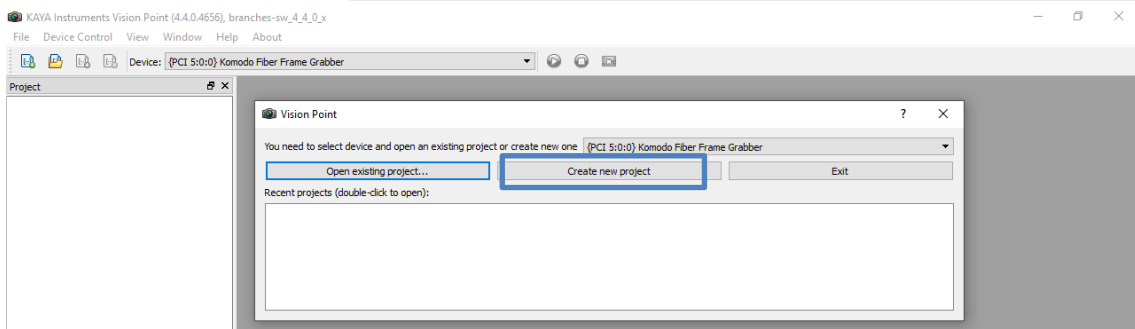 KAYA Instruments Vision Point (4.4.0.4656), branches-sw_4_4_0_x
File Device Control View Window Help About
Device: {PCI 5:0:0} Komodo Fiber Frame Grabber
Project
Vision Point
You need to select device and open an existing project or create new one {PCI 5:0:0} Komodo Fiber Frame Grabber
Open existing project... Create new project Exit
Recent projects (double-click to open):